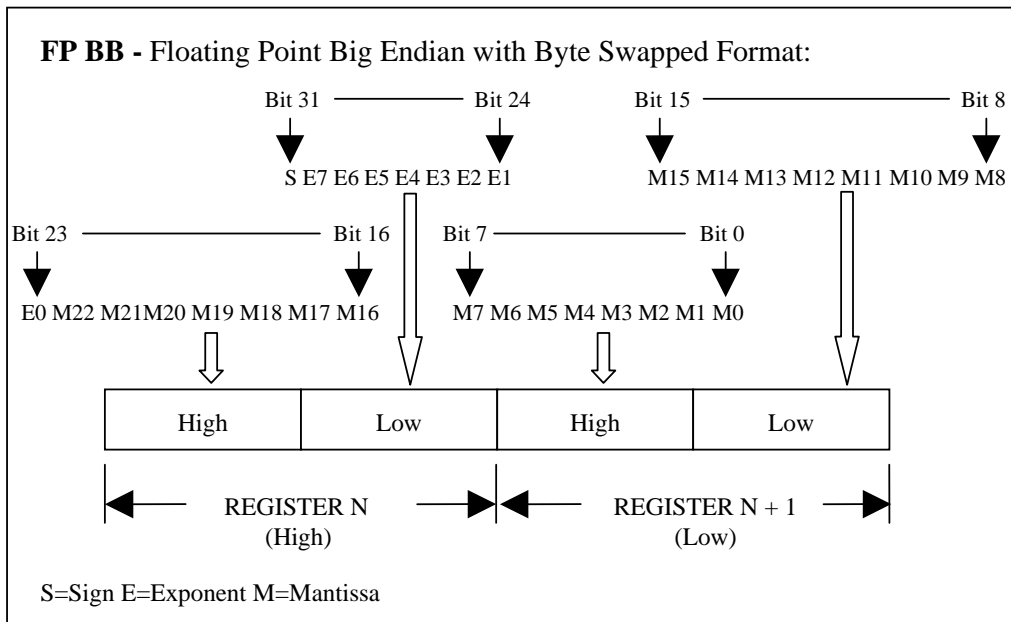 FP BB - Floating Point Big Endian with Byte Swapped Format:
Bit 31 Bit 24 Bit 15 Bit 8
S E7 E6 E5 E4 E3 E2 E1 M15 M14 M13 M12 M11 M10 M9 M8
Bit 23 Bit 16 Bit 7 Bit 0
E0 M22 M21M20 M19 M18 M17 M16 M7 M6 M5 M4 M3 M2 M1 M0
High Low High Low
REGISTER N REGISTER N + 1
(High) (Low)
S=Sign E=Exponent M=Mantissa